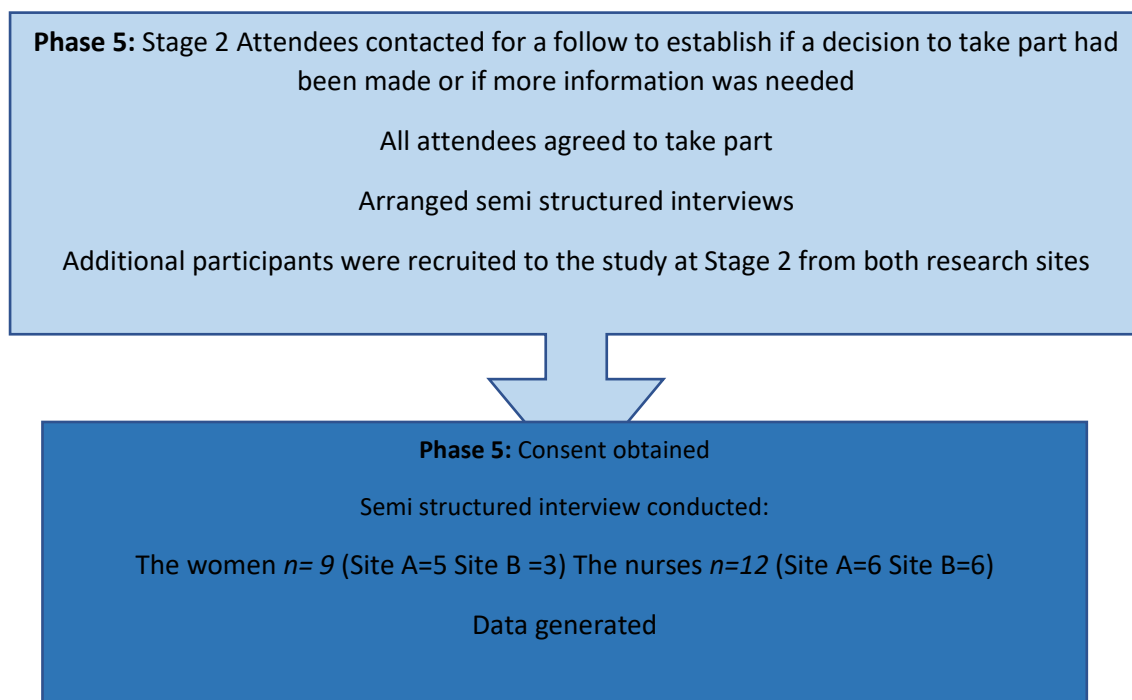 Phase 5: Stage 2 Attendees contacted for a follow to establish if a decision to take part had
been made or if more information was needed
All attendees agreed to take part
Arranged semi structured interviews
Additional participants were recruited to the study at Stage 2 from both research sites
Phase 5: Consent obtained
Semi structured interview conducted:
The women n= 9 (Site A=5 Site B =3) The nurses n=12 (Site A=6 Site B=6)
Data generated